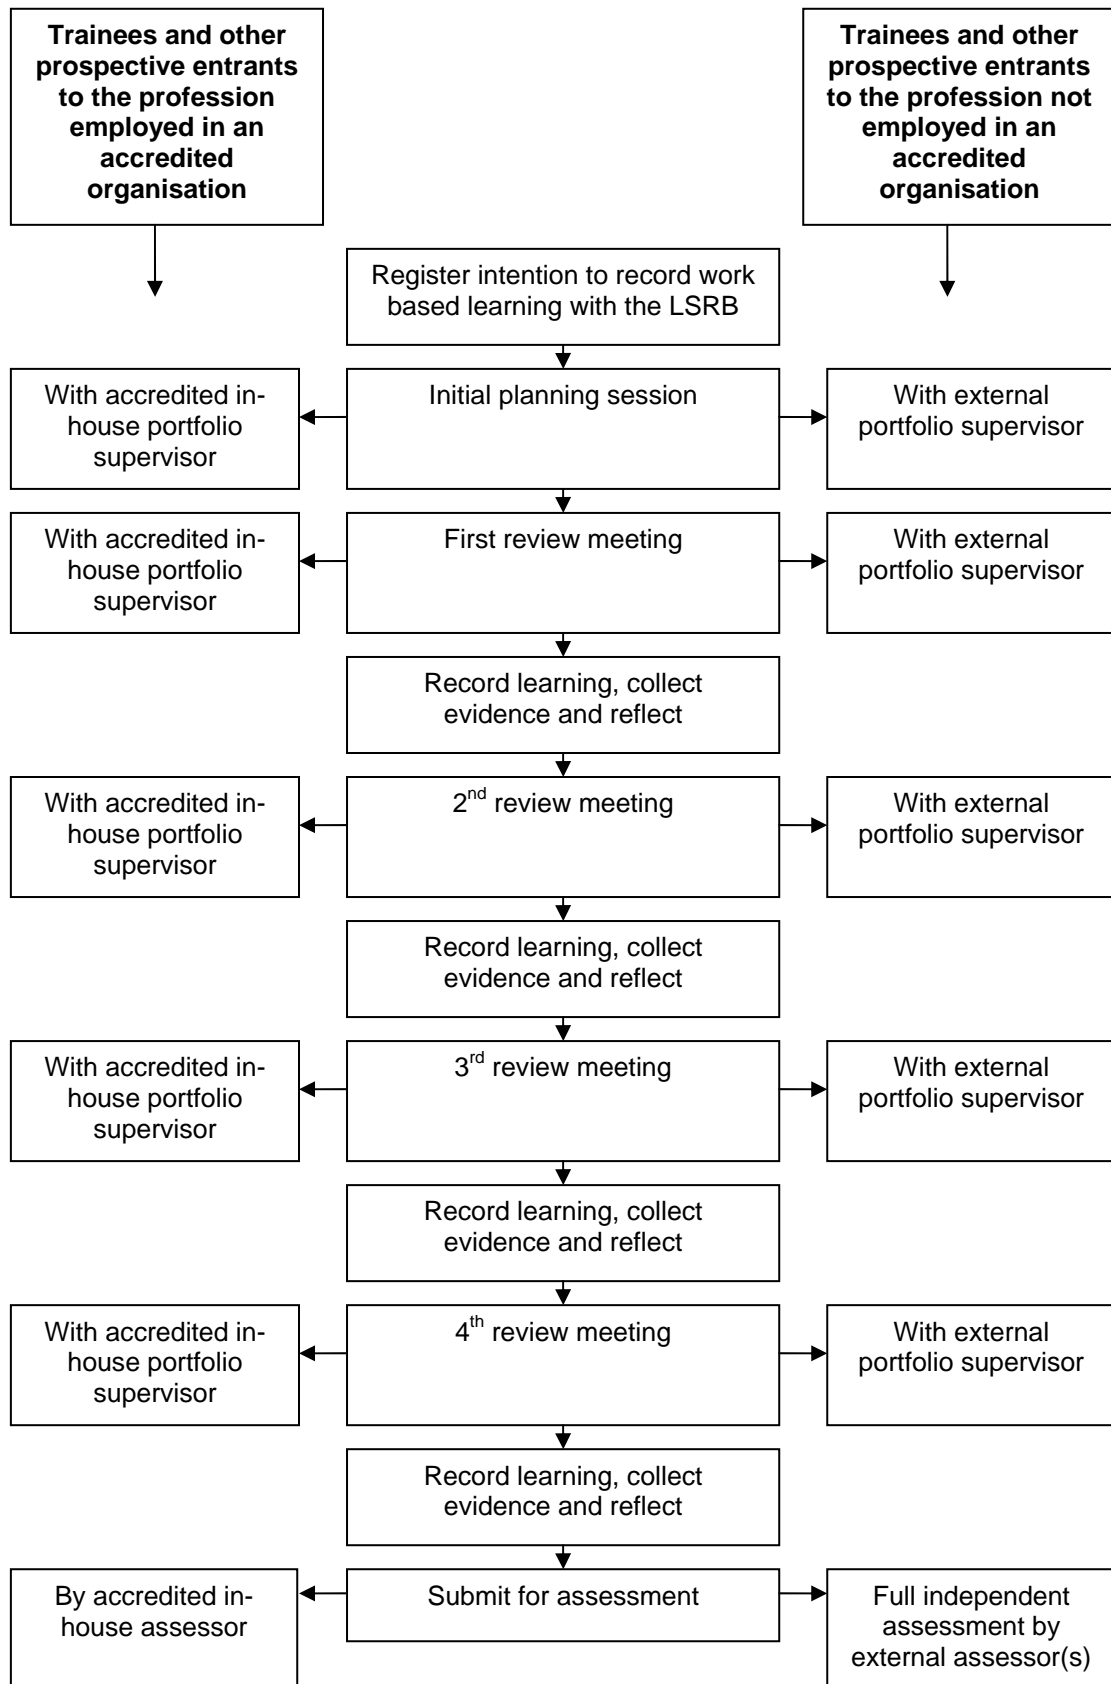 Trainees and other
prospective entrants
to the profession
employed in an
accredited
organisation
Trainees and other
prospective entrants
to the profession not
employed in an
accredited
organisation
Register intention to record work
based learning with the LSRB
With accredited in-
house portfolio
supervisor
Initial planning session
With external
portfolio supervisor
With accredited in-
house portfolio
supervisor
First review meeting
With external
portfolio supervisor
Record learning, collect
evidence and reflect
With accredited in-
house portfolio
supervisor
2nd review meeting
With external
portfolio supervisor
Record learning, collect
evidence and reflect
With accredited in-
house portfolio
supervisor
3rd review meeting
With external
portfolio supervisor
Record learning, collect
evidence and reflect
With accredited in-
house portfolio
supervisor
4th review meeting
With external
portfolio supervisor
Record learning, collect
evidence and reflect
By accredited in-
house assessor
Submit for assessment
Full independent
assessment by
external assessor(s)